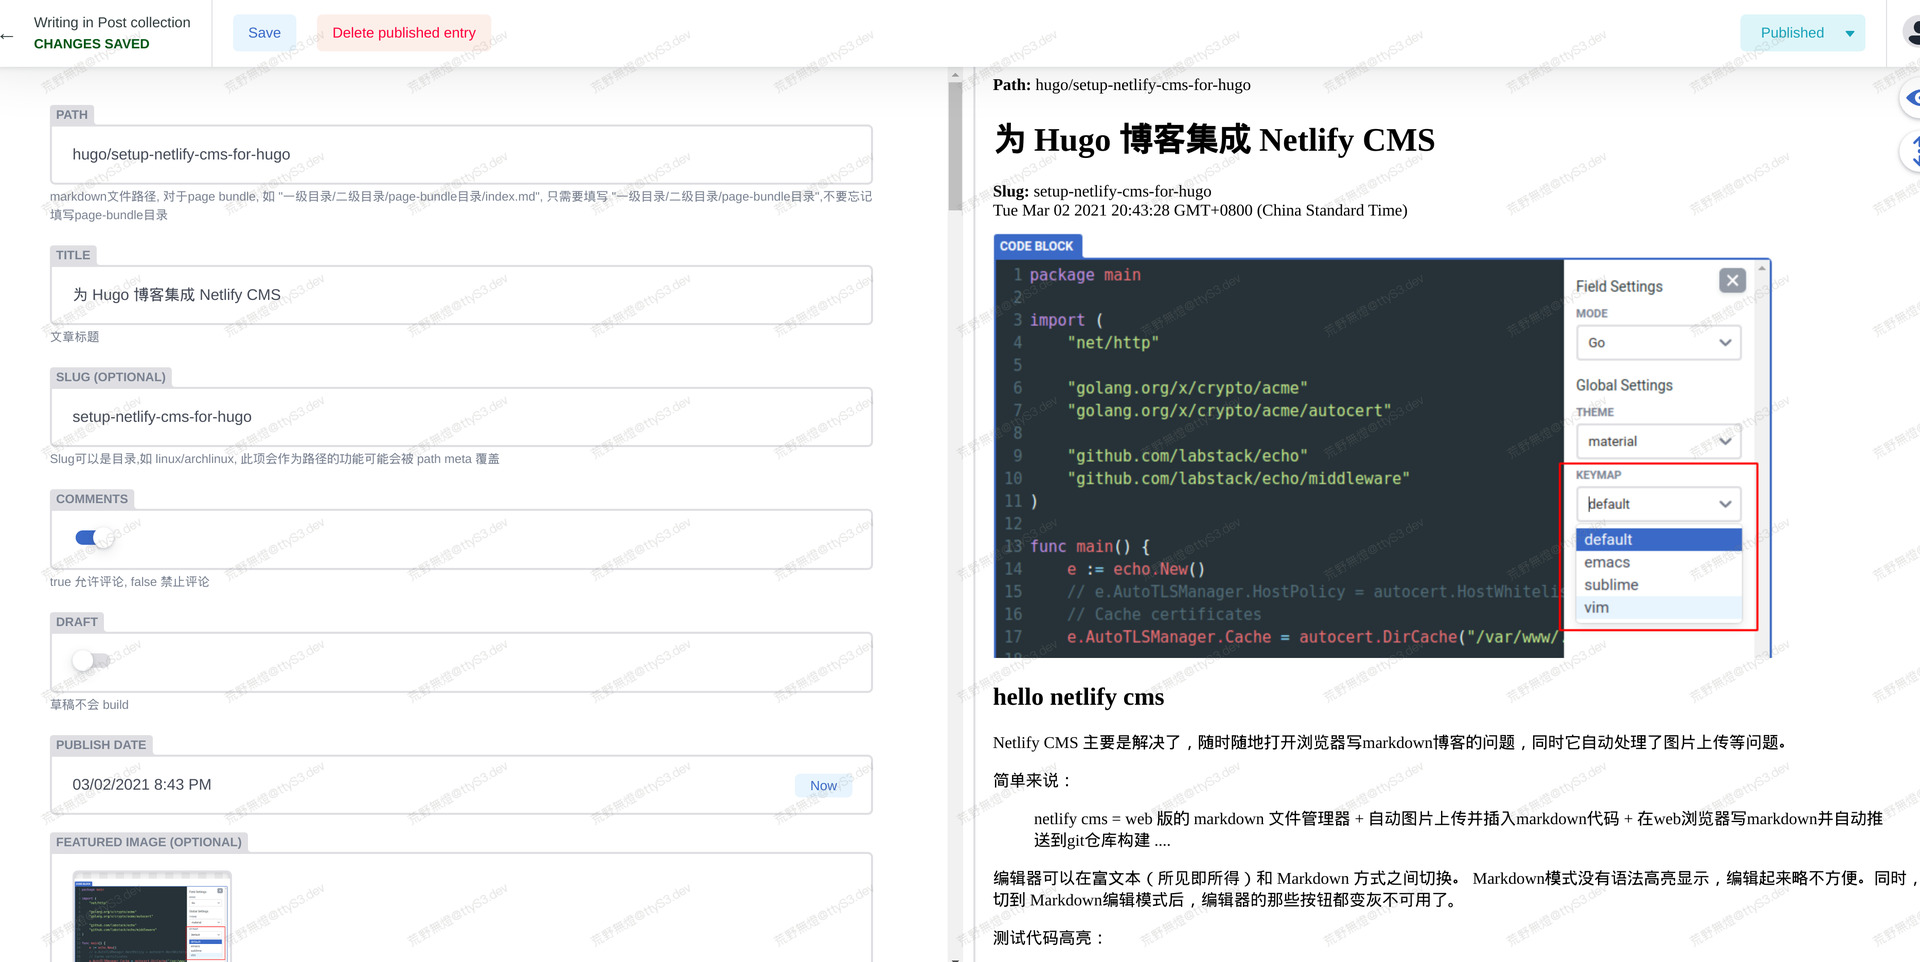 ←
Writing in Post collection
CHANGES SAVED
Save
Delete published entry
Published
PATH
hugo/setup-netlify-cms-for-hugo
markdown文件路径, 对于page bundle, 如 "一级目录/二级目录/page-bundle目录/index.md", 只需要填写 "一级目录/二级目录/page-bundle目录",不要忘记
填写page-bundle目录
TITLE
为 Hugo 博客集成 Netlify CMS
文章标题
SLUG (OPTIONAL)
setup-netlify-cms-for-hugo
Slug可以是目录,如 linux/archlinux, 此项会作为路径的功能可能会被 path meta 覆盖
COMMENTS
true 允许评论, false 禁止评论
DRAFT
草稿不会 build
PUBLISH DATE
03/02/2021 8:43 PM
Now
FEATURED IMAGE (OPTIONAL)
Path: hugo/setup-netlify-cms-for-hugo
为 Hugo 博客集成 Netlify CMS
Slug: setup-netlify-cms-for-hugo
Tue Mar 02 2021 20:43:28 GMT+0800 (China Standard Time)
CODE BLOCK
1 package main
2
3 import (
4 "net/http"
5
6 "golang.org/x/crypto/acme"
7 "golang.org/x/crypto/acme/autocert"
8
9 "github.com/labstack/echo"
10 "github.com/labstack/echo/middleware"
11 )
12
13 func main() {
14 e := echo.New()
15 // e.AutoTLSManager.HostPolicy = autocert.HostWhitelis
16 // Cache certificates
17 e.AutoTLSManager.Cache = autocert.DirCache("/var/www/.
18
Field Settings
MODE
Go
Global Settings
THEME
material
KEYMAP
default
default
emacs
sublime
vim
hello netlify cms
Netlify CMS 主要是解决了，随时随地打开浏览器写markdown博客的问题，同时它自动处理了图片上传等问题。
简单来说：
netlify cms = web 版的 markdown 文件管理器 + 自动图片上传并插入markdown代码 + 在web浏览器写markdown并自动推
送到git仓库构建 ....
编辑器可以在富文本（所见即所得）和 Markdown 方式之间切换。 Markdown模式没有语法高亮显示，编辑起来略不方便。同时，
切到 Markdown编辑模式后，编辑器的那些按钮都变灰不可用了。
测试代码高亮：
荒野無燈@ttyS3.dev